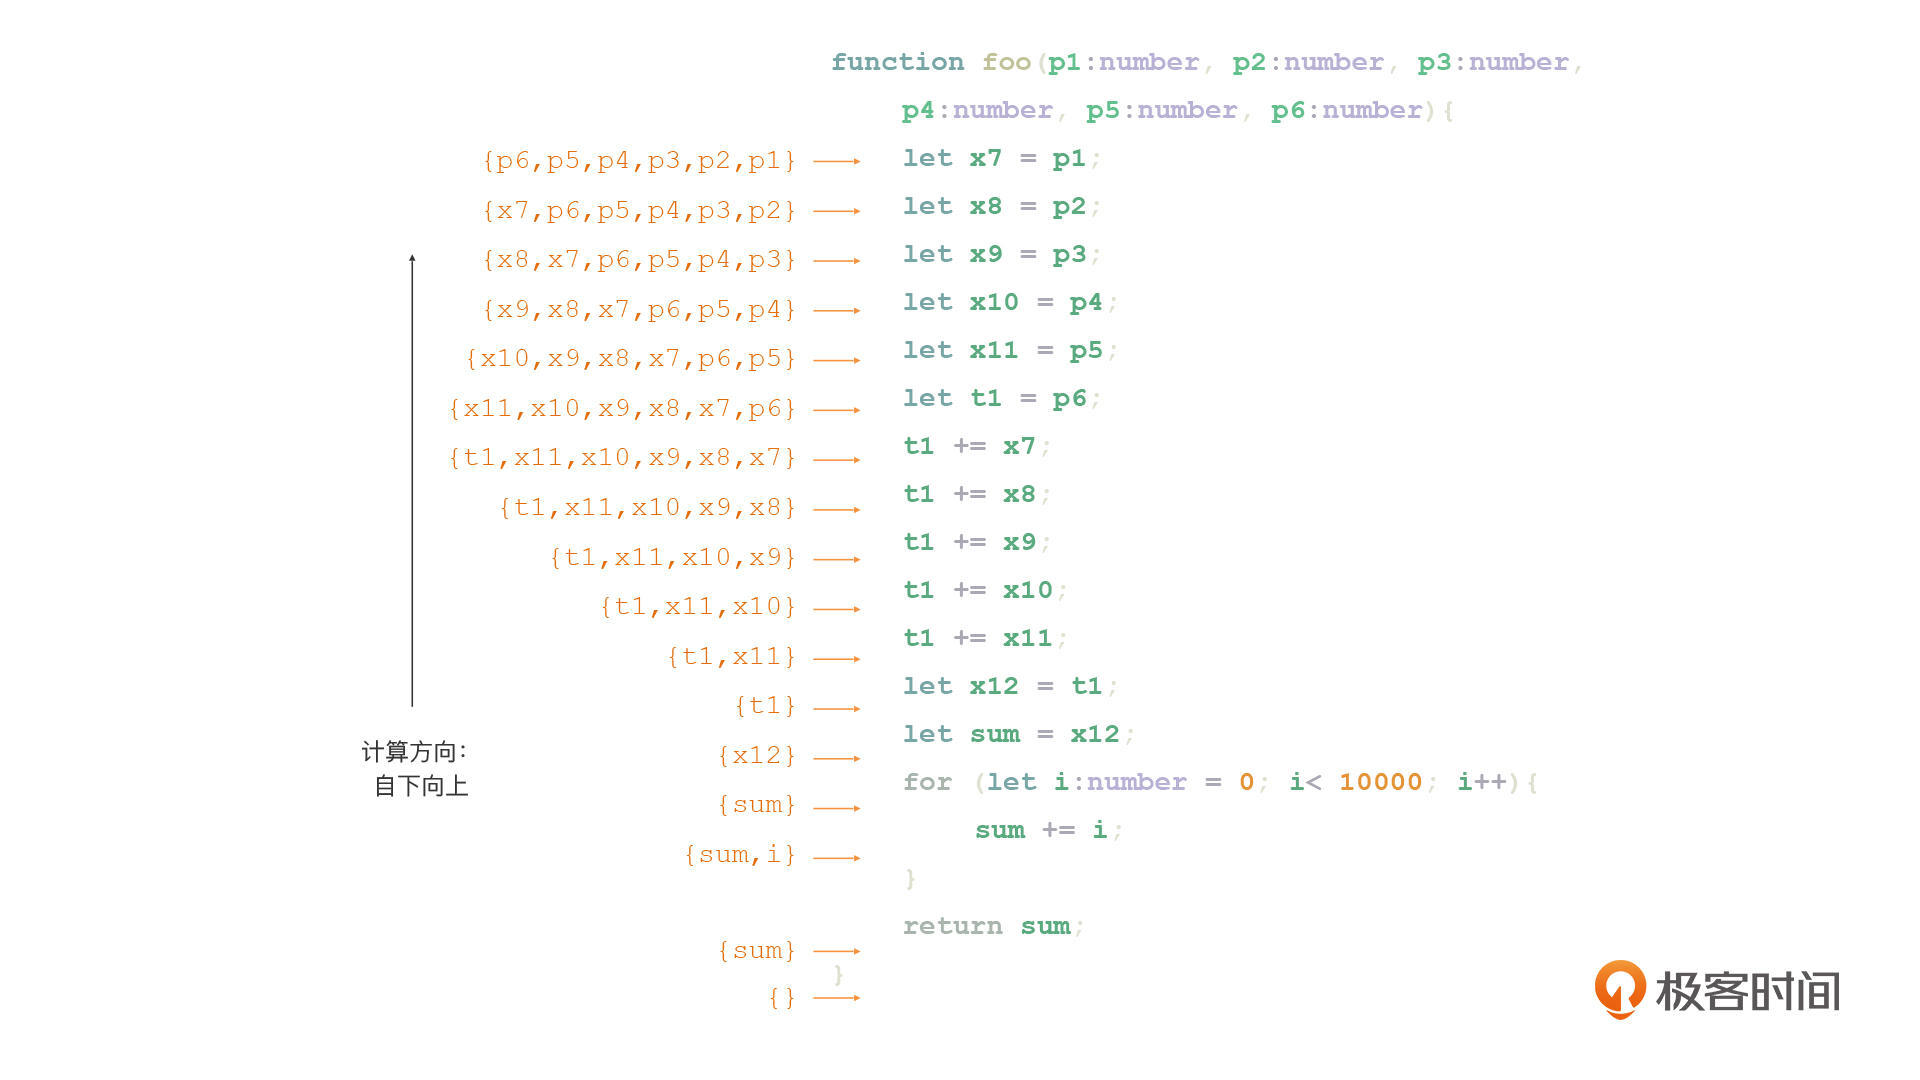 function foo(p1:number, p2:number, p3:number,
p4:number, p5:number, p6:number){
{p6,p5,p4,p3,p2,p1} let x7 = p1;
{x7,p6,p5,p4,p3,p2} let x8 = p2;
{x8,x7,p6,p5,p4,p3} let x9 = p3;
{x9,x8,x7,p6,p5,p4} let x10 = p4;
{x10,x9,x8,x7,p6,p5} let x11 = p5;
{x11,x10,x9,x8,x7,p6} let t1 = p6;
{t1,x11,x10,x9,x8,x7} t1 += x7;
{t1,x11,x10,x9,x8} t1 += x8;
{t1,x11,x10,x9} t1 += x9;
{t1,x11,x10} t1 += x10;
{t1,x11} t1 += x11;
{t1} let x12 = t1;
{x12} let sum = x12;
{sum} for (let i:number = 0; i< 10000; i++){
{sum,i} sum += i;
}
{sum} return sum;
}
{}
计算方向：
自下向上
极客时间